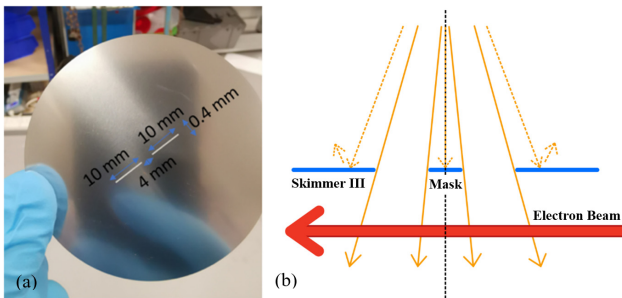 10 mm
10 mm
0.4 mm
4 mm
(a)
Skimmer III
Mask
Electron Beam
(b)